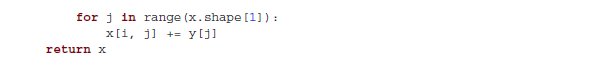 for j in range(x.shape[1]):
x[i, j] += y[j]
return x